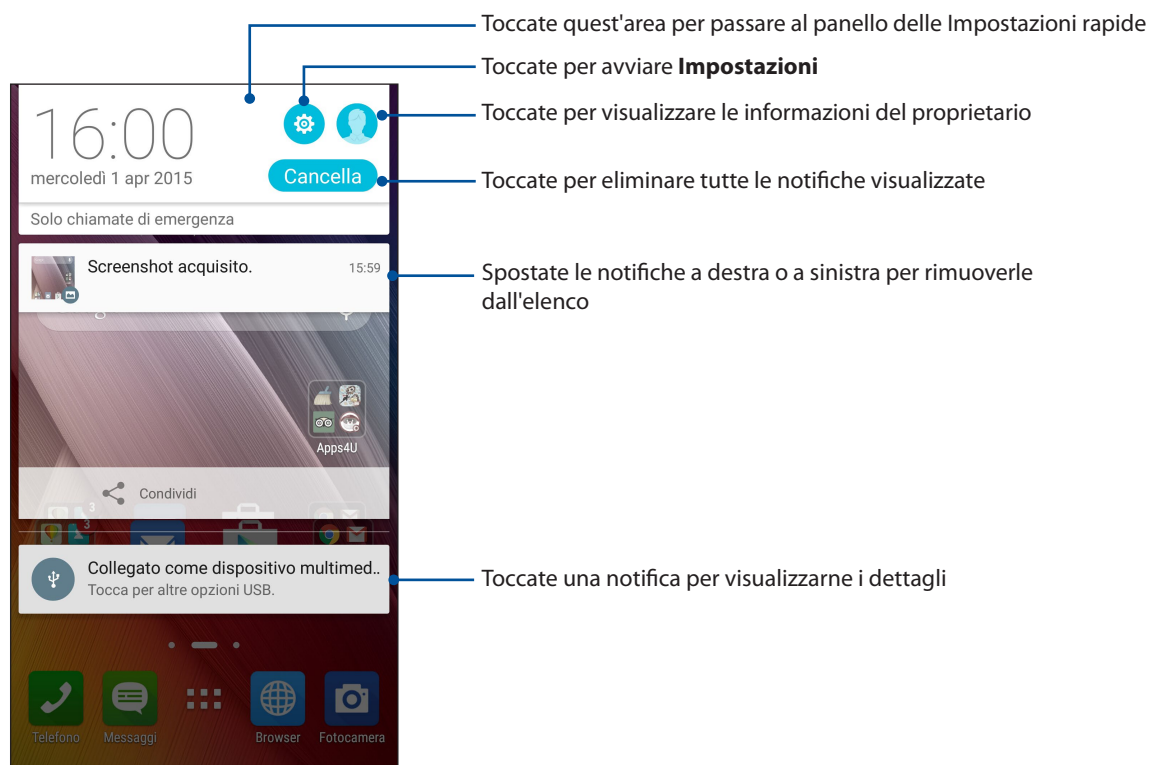 Toccate quest'area per passare al panello delle Impostazioni rapide
Toccate per avviare Impostazioni
Toccate per visualizzare le informazioni del proprietario
Toccate per eliminare tutte le notifiche visualizzate
Spostate le notifiche a destra o a sinistra per rimuoverle
dall'elenco
Toccate una notifica per visualizzarne i dettagli
16:00
mercoledì 1 apr 2015
Cancella
Solo chiamate di emergenza
Screenshot acquisito.
15:59
Apps4U
Condividi
3
3
Collegato come dispositivo multimed..
Tocca per altre opzioni USB.
Telefono
Messaggi
Browser
Fotocamera